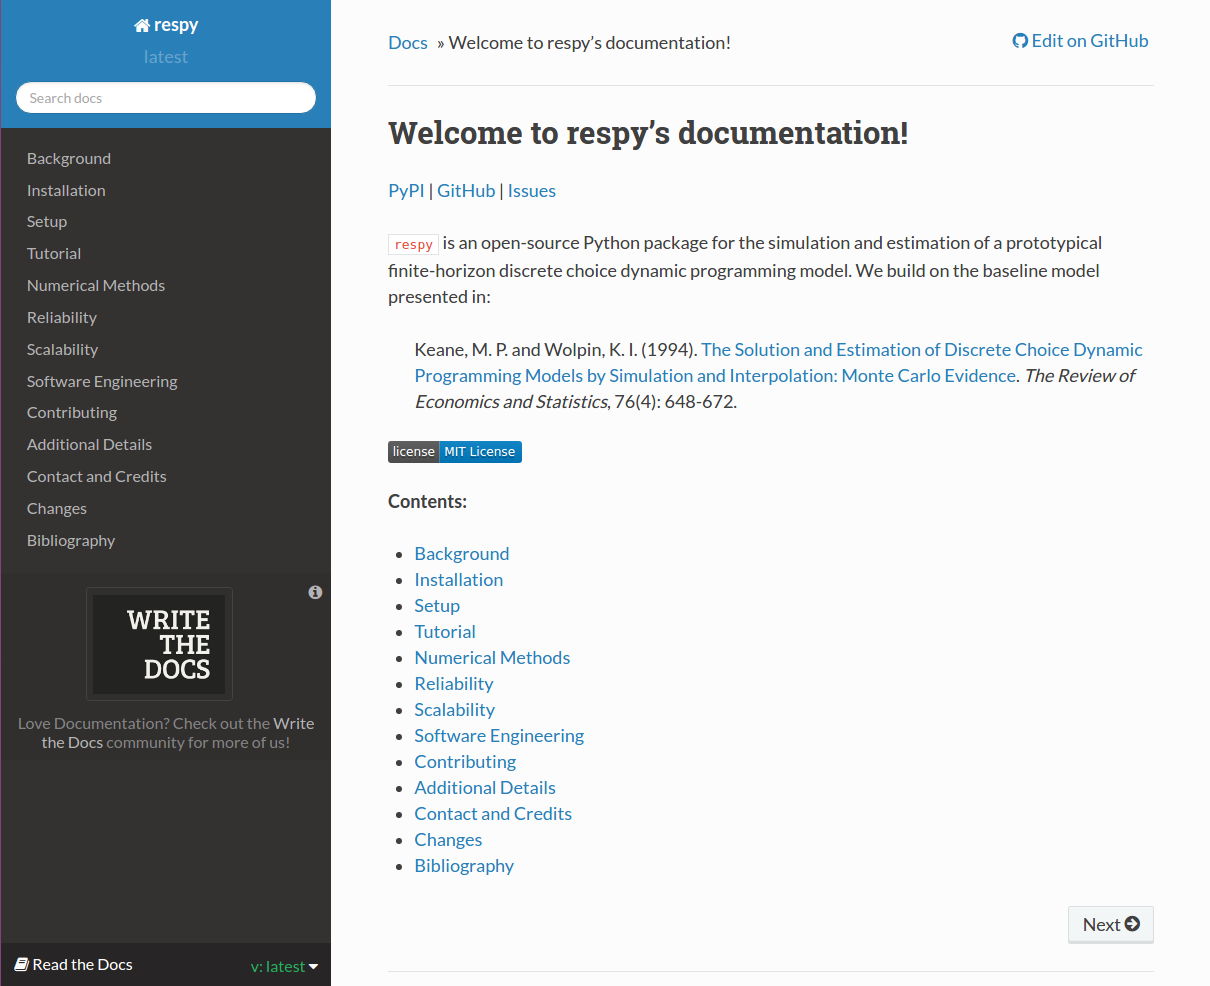 respy
latest
Search docs
Background
Installation
Setup
Tutorial
Numerical Methods
Reliability
Scalability
Software Engineering
Contributing
Additional Details
Contact and Credits
Changes
Bibliography
WRITE
THE
DOCS
Love Documentation? Check out the Write
the Docs community for more of us!
Read the Docs
v: latest
Docs » Welcome to respy’s documentation!
Edit on GitHub
Welcome to respy’s documentation!
PyPI | GitHub | Issues
respy is an open-source Python package for the simulation and estimation of a prototypical
finite-horizon discrete choice dynamic programming model. We build on the baseline model
presented in:
Keane, M. P. and Wolpin, K. I. (1994). The Solution and Estimation of Discrete Choice Dynamic
Programming Models by Simulation and Interpolation: Monte Carlo Evidence. The Review of
Economics and Statistics, 76(4): 648-672.
license MIT License
Contents:
Background
Installation
Setup
Tutorial
Numerical Methods
Reliability
Scalability
Software Engineering
Contributing
Additional Details
Contact and Credits
Changes
Bibliography
Next